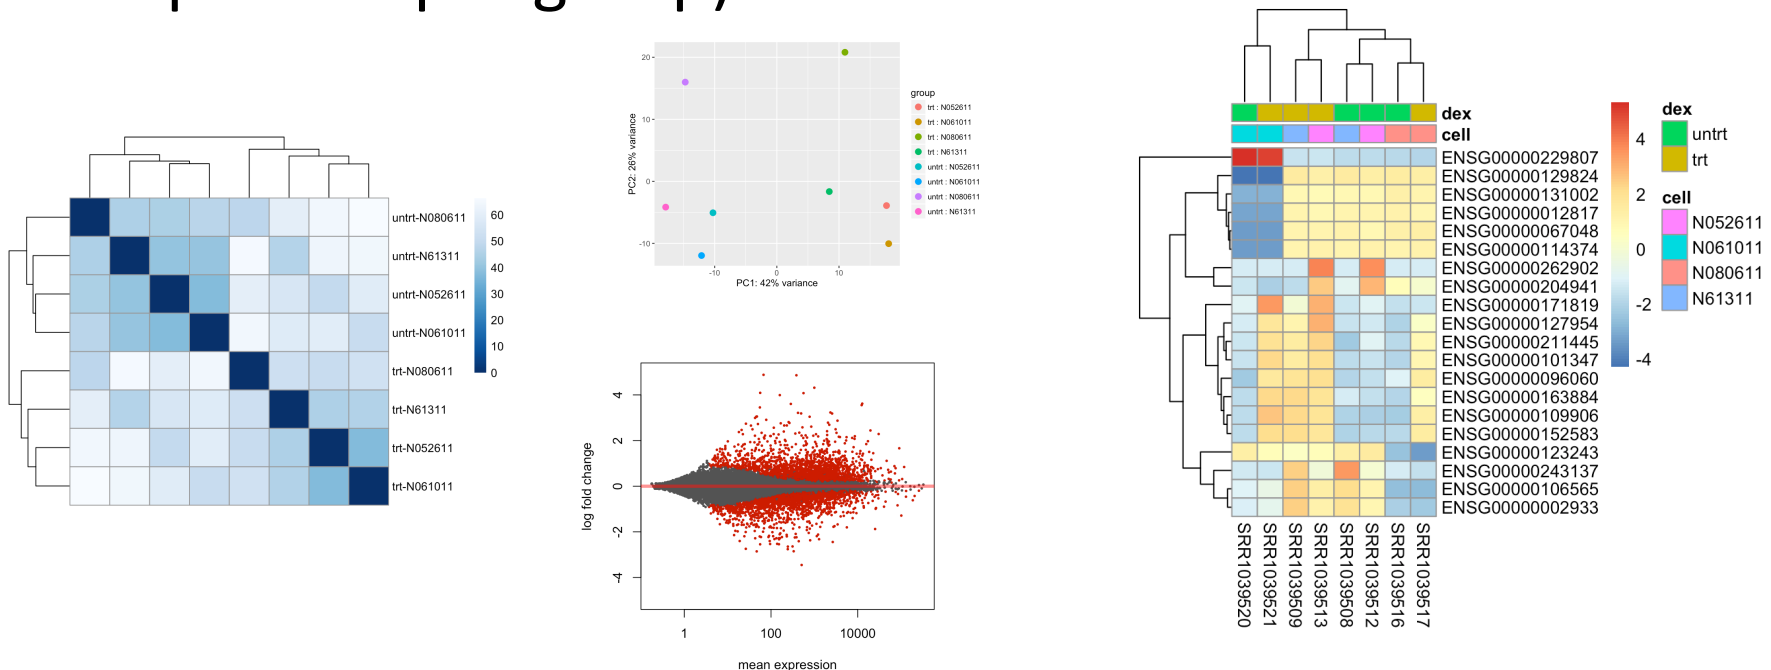 untrt-N080611
untrt-N61311
untrt-N052611
untrt-N061011
trt-N080611
trt-N61311
trt-N052611
trt-N061011
60
50
40
30
20
10
0
20
10
0
-10
-10
0
10
PC2: 26% variance
PC1: 42% variance
group
trt : N052611
trt : N061011
trt : N080611
trt : N61311
untrt : N052611
untrt : N061011
untrt : N080611
untrt : N61311
4
2
0
-2
-4
log fold change
1
100
10000
mean expression
dex
cell
ENSG00000229807
ENSG00000129824
ENSG00000131002
ENSG00000012817
ENSG00000067048
ENSG00000114374
ENSG00000262902
ENSG00000204941
ENSG00000171819
ENSG00000127954
ENSG00000211445
ENSG00000101347
ENSG00000096060
ENSG00000163884
ENSG00000109906
ENSG00000152583
ENSG00000123243
ENSG00000243137
ENSG00000106565
ENSG00000002933
SRR1039520
SRR1039521
SRR1039509
SRR1039513
SRR1039508
SRR1039512
SRR1039516
SRR1039517
4
2
0
-2
-4
dex
untrt
trt
cell
N052611
N061011
N080611
N61311